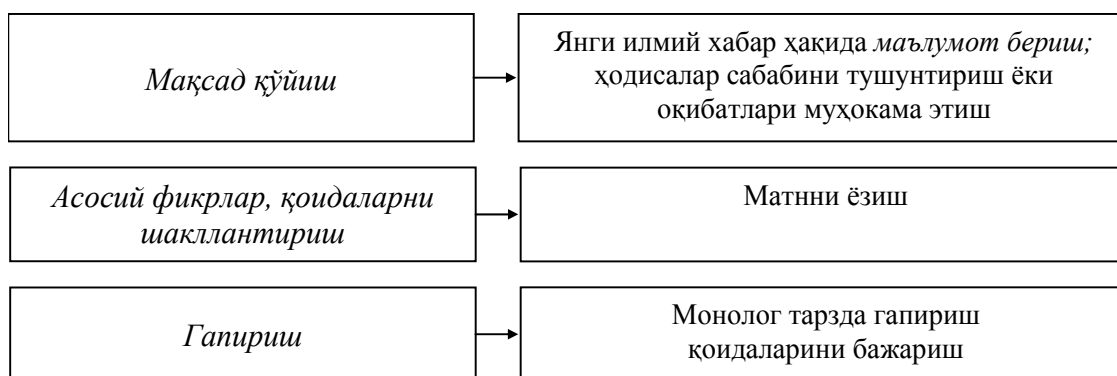 Мақсад қўйиш
Янги илмий хабар ҳақида маълумот бериш;
ҳодисалар сабабини тушунтириш ёки
оқибатлари муҳокама этиш
Асосий фикрлар, қоидаларни
шакллантириш
Матнни ёзиш
Гапириш
Монолог тарзда гапириш
қоидаларини бажариш